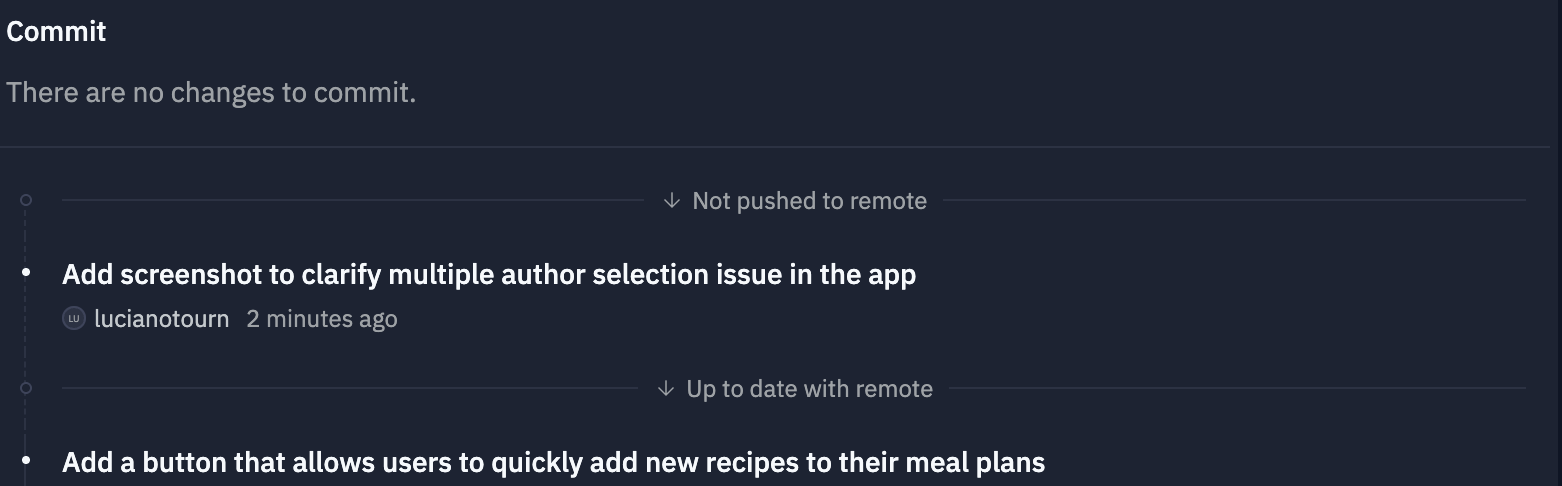 Commit
There are no changes to commit.
↓ Not pushed to remote
Add screenshot to clarify multiple author selection issue in the app
LU lucianotourn 2 minutes ago
↓ Up to date with remote
Add a button that allows users to quickly add new recipes to their meal plans